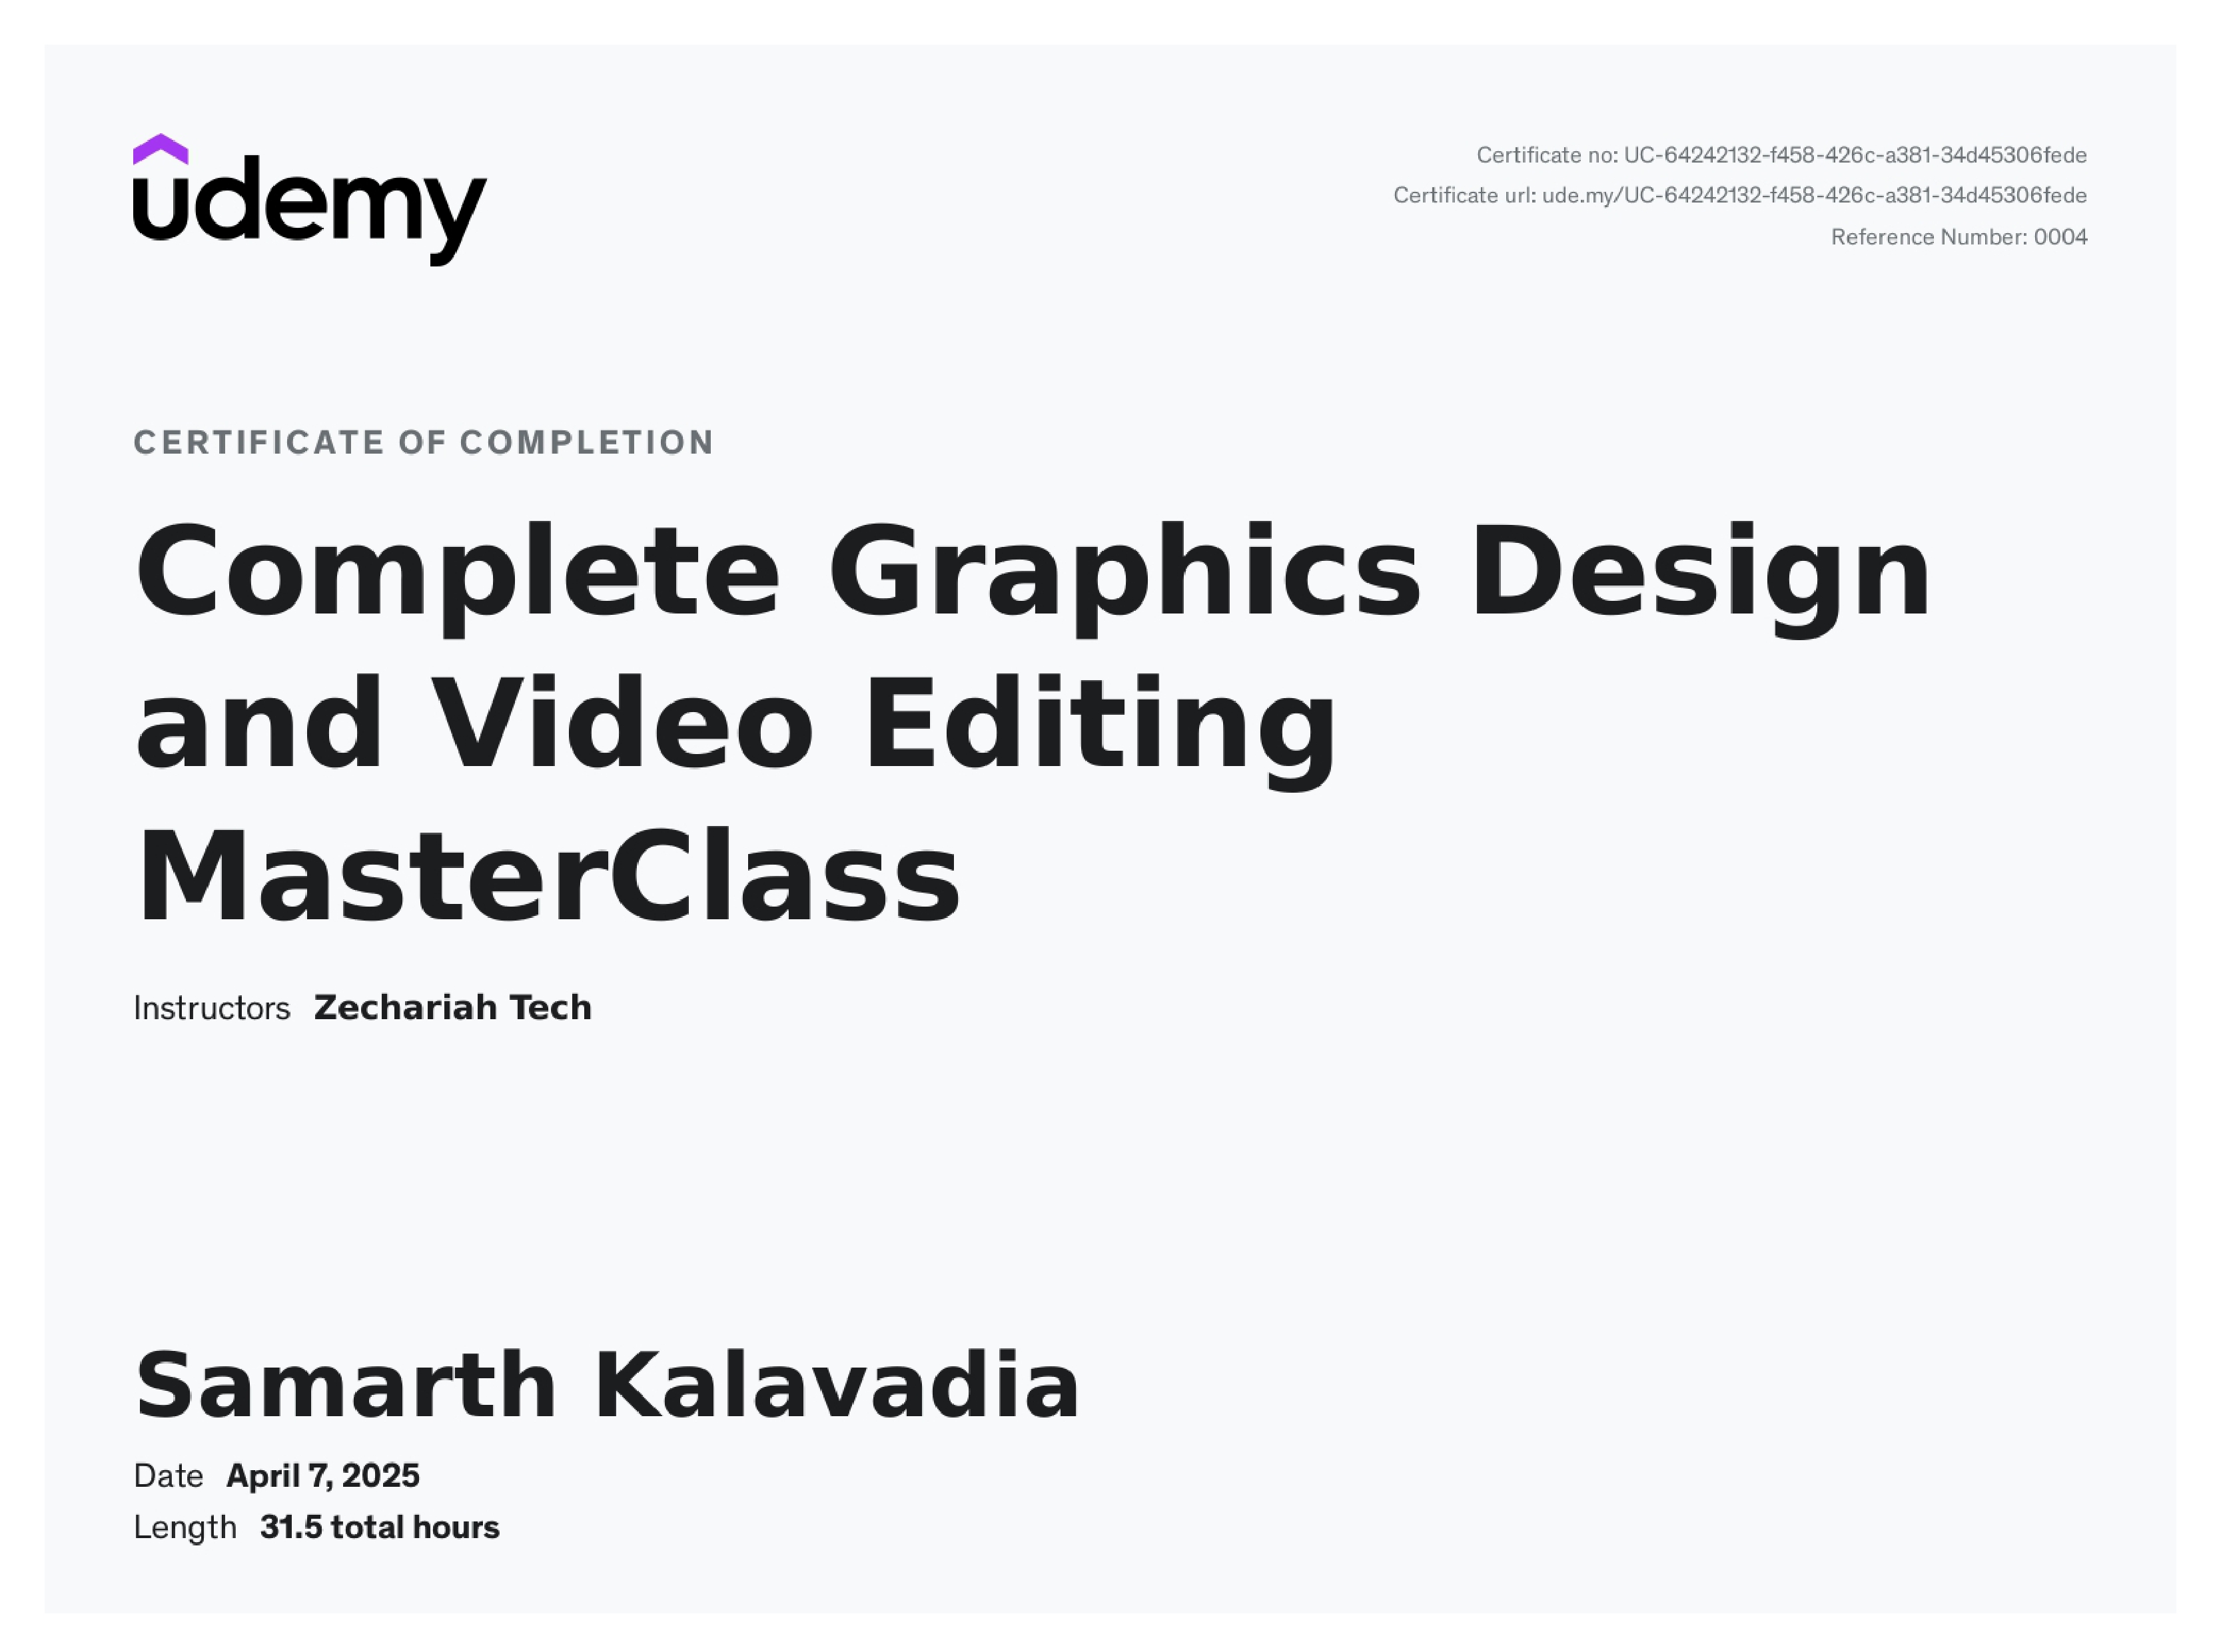 udemy
Certificate no: UC-64242132-f458-426c-a381-34d45306fede
Certificate url: ude.my/UC-64242132-f458-426c-a381-34d45306fede
Reference Number: 0004
CERTIFICATE OF COMPLETION
Complete Graphics Design
and Video Editing
MasterClass
Instructors Zechariah Tech
Samarth Kalavadia
Date April 7, 2025
Length 31.5 total hours